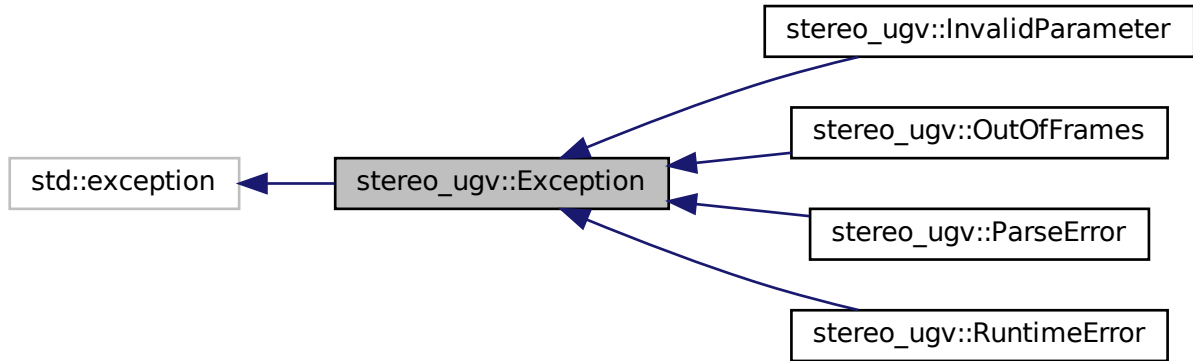 stereo_ugv::InvalidParameter
stereo_ugv::OutOfFrames
std::exception
stereo_ugv::Exception
stereo_ugv::ParseError
stereo_ugv::RuntimeError